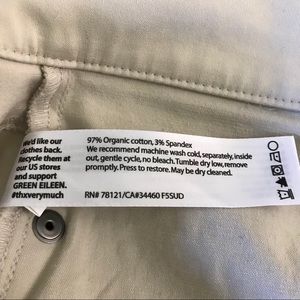 We'd like our
clothes back.
Recycle them at
our US stores
and support
GREEN EILEEN.
#thxverymuch
97% Organic cotton, 3% Spandex
We recommend machine wash cold, separately, inside
out, gentle cycle, no bleach. Tumble dry low, remove
promptly. Press to restore. May be dry cleaned.
RN# 78121/CA#34460 F5SUD